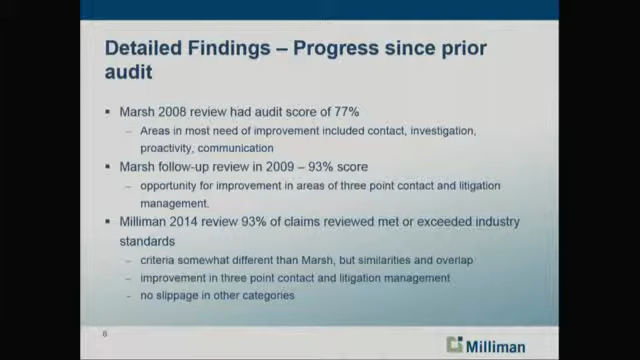 Detailed Findings – Progress since prior
audit
▪ Marsh 2008 review had audit score of 77%
– Areas in most need of improvement included contact, investigation,
proactivity, communication
▪ Marsh follow-up review in 2009 – 93% score
– opportunity for improvement in areas of three point contact and litigation
management.
▪ Milliman 2014 review 93% of claims reviewed met or exceeded industry
standards
– criteria somewhat different than Marsh, but similarities and overlap
– improvement in three point contact and litigation management
- no slippage in other categories
Milliman